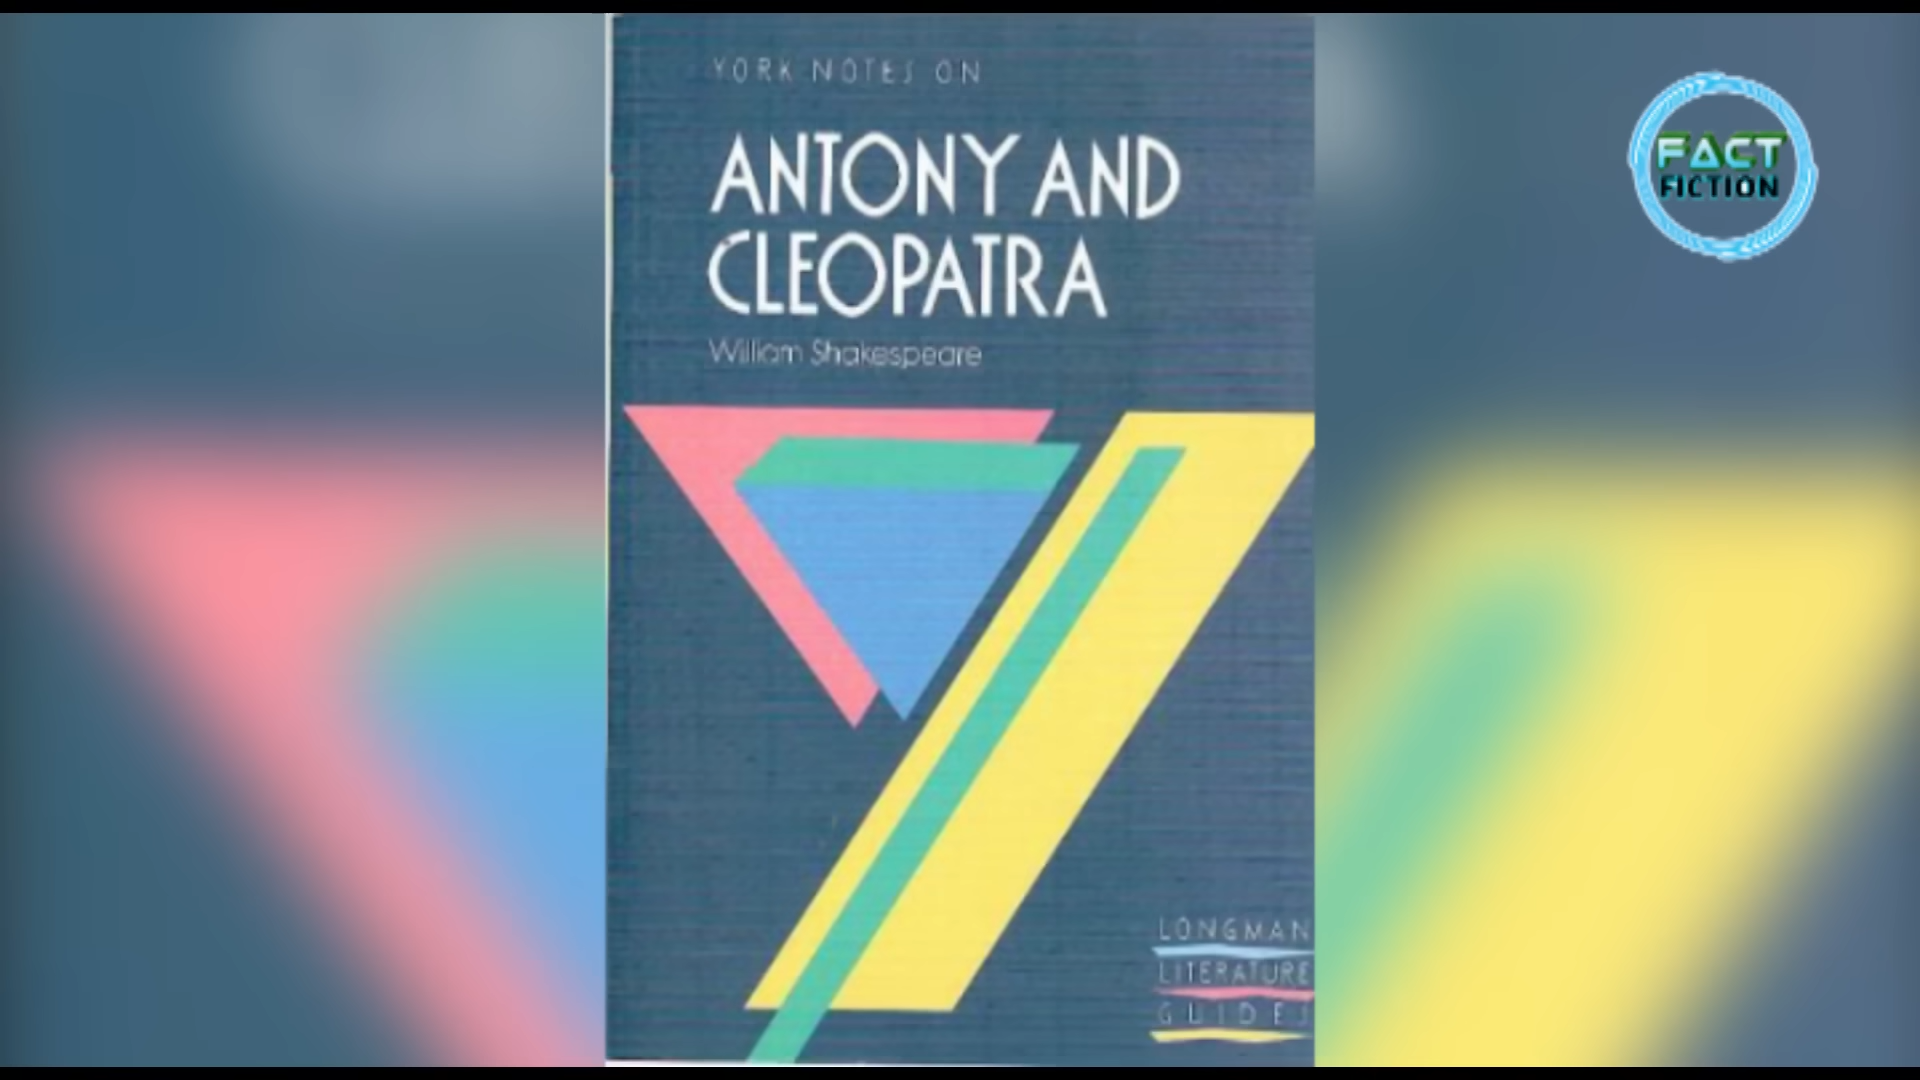 YORK NOTES ON
ANTONY AND
CLEOPATRA
William Shakespeare
LONGMAN
LITERATURE
GUIDES
FACT
FICTION